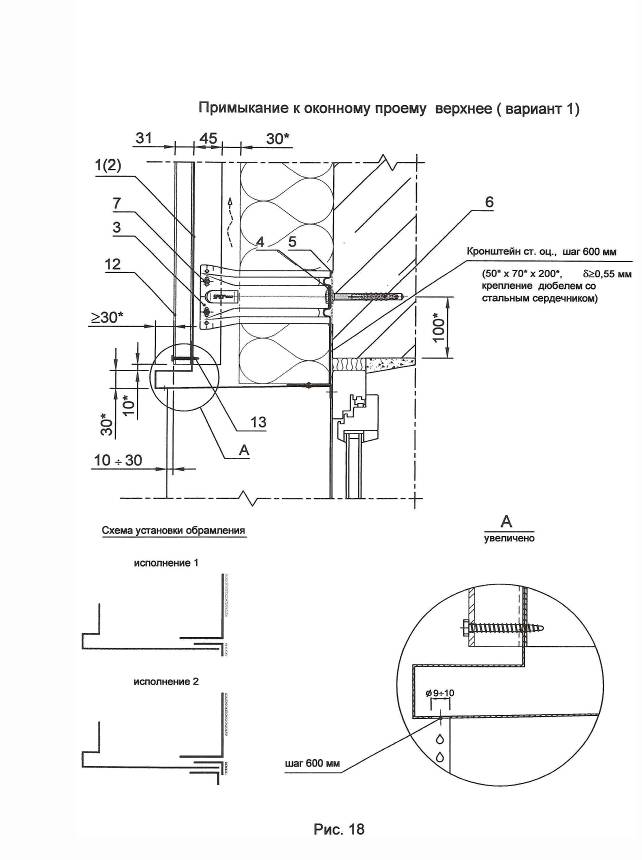 Примыкание к оконному проему верхнее ( вариант 1)
31 45 30*
1(2)
7
3
12
4 5
6
Кронштейн ст. оц., шаг 600 мм
(50* x 70* x 200*, δ≥0,55 мм
крепление дюбелем со
стальным сердечником)
≥30*
100*
10*
30*
13
А
10 ÷ 30
Схема установки обрамления
исполнение 1
исполнение 2
А
увеличено
ø9÷10
шаг 600 мм
Рис. 18